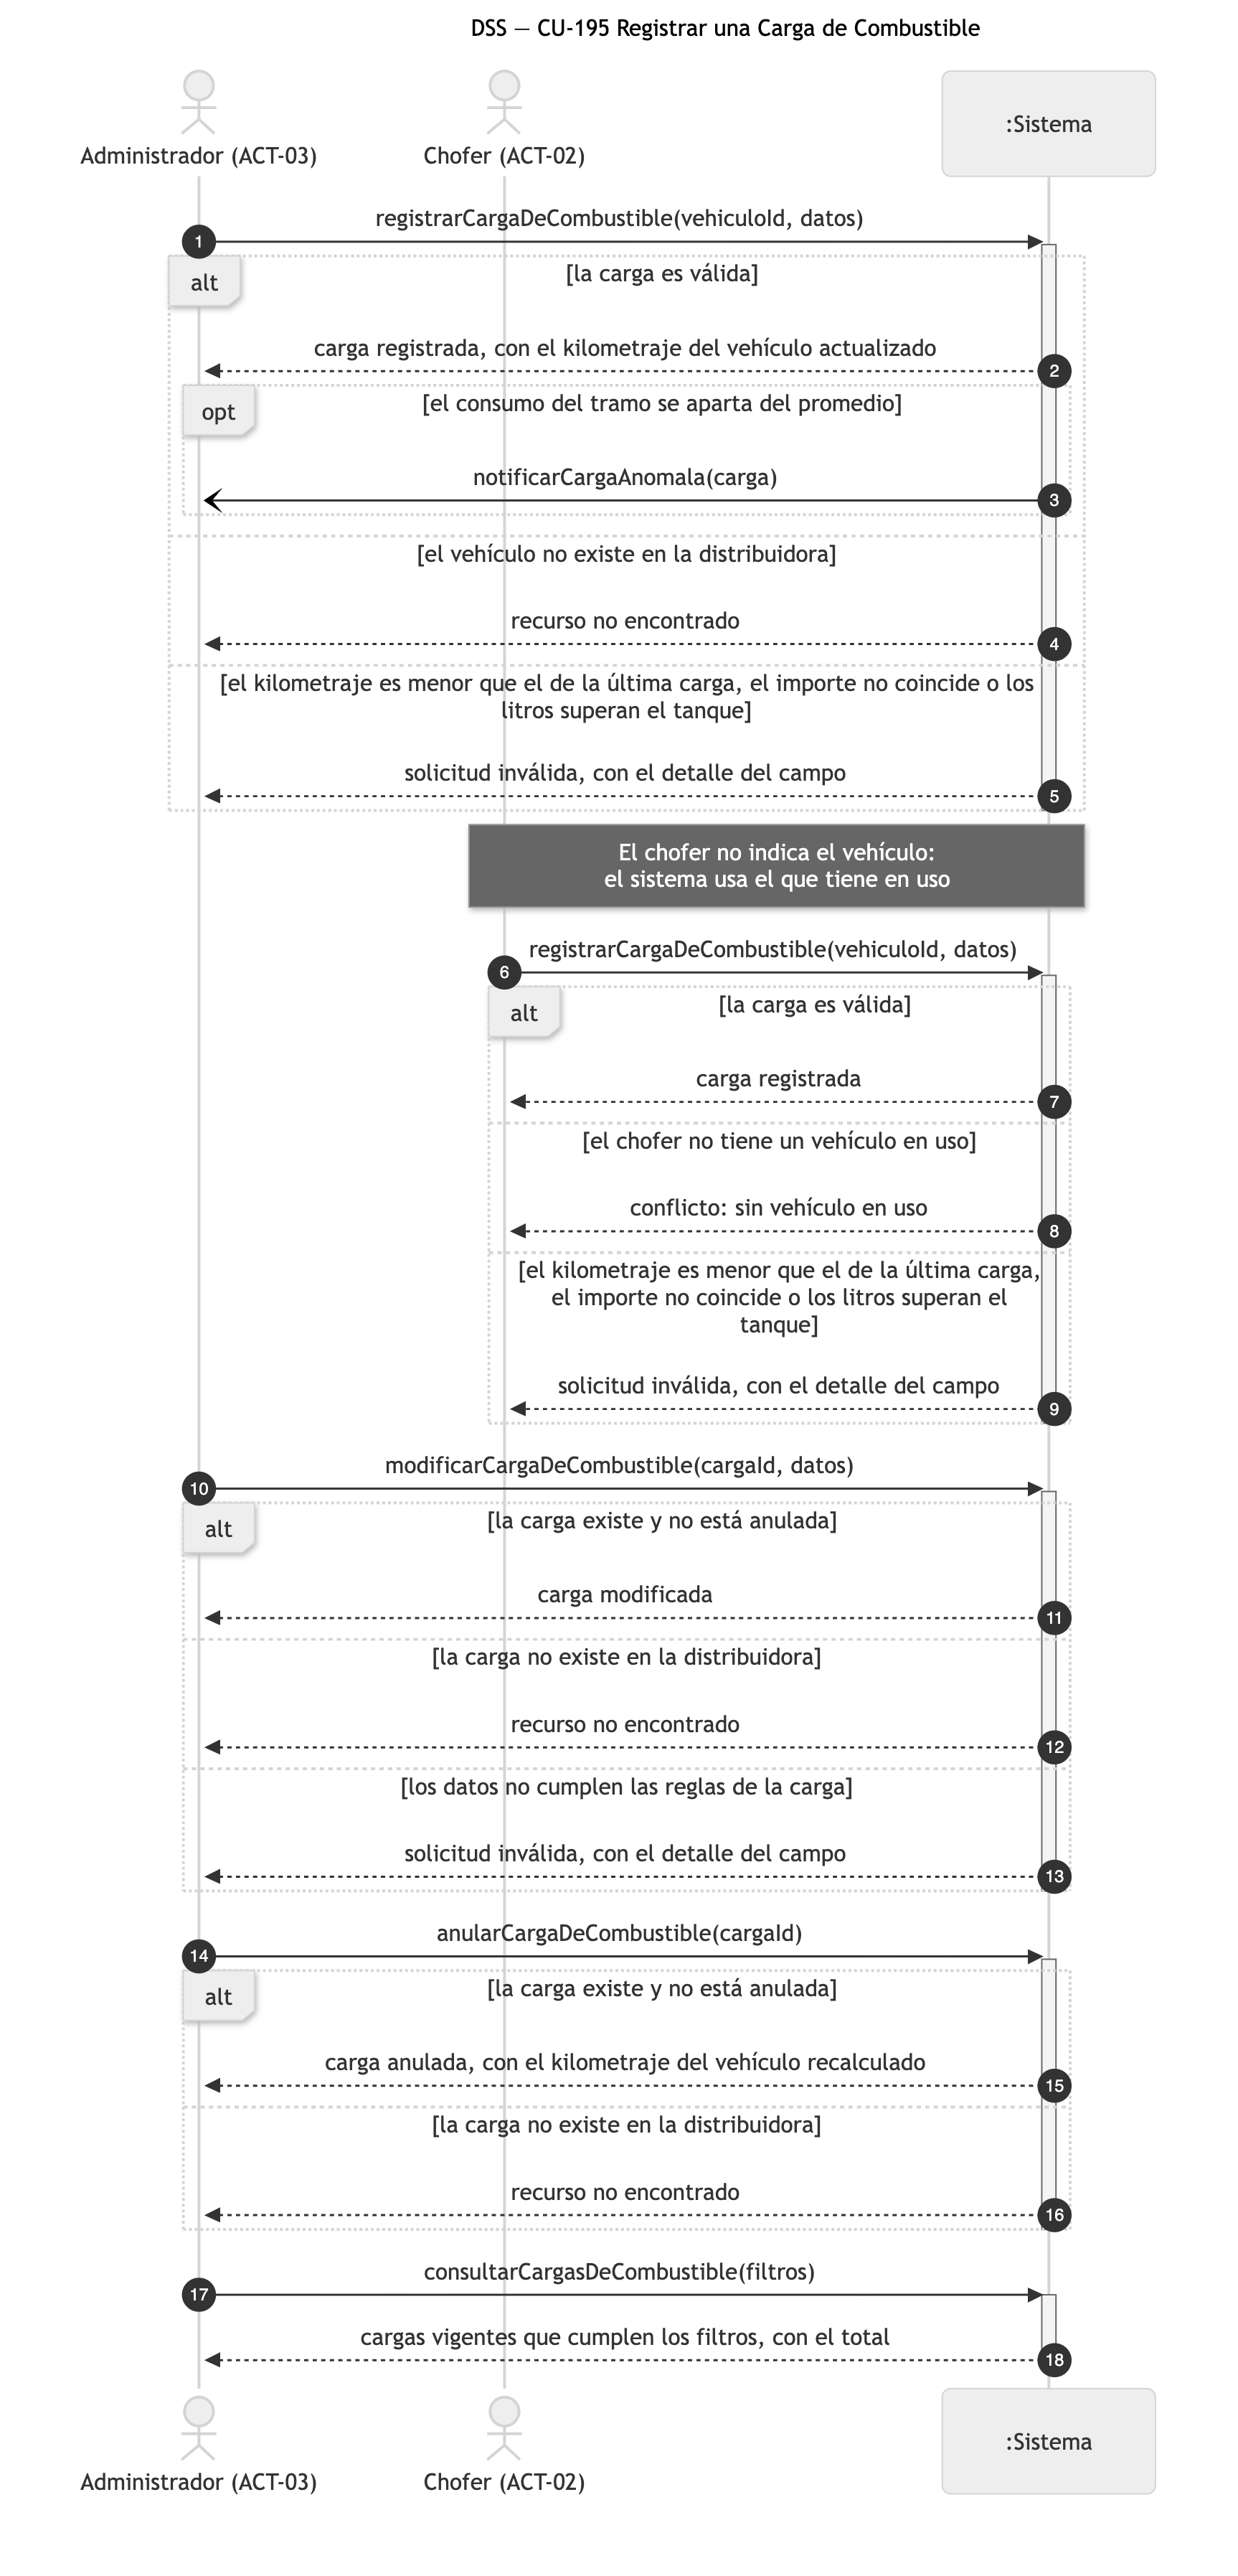 DSS — CU-195 Registrar una Carga de Combustible
Administrador (ACT-03)
Chofer (ACT-02)
:Sistema
registrarCargaDeCombustible(vehiculoId, datos)
1
alt
[la carga es válida]
carga registrada, con el kilometraje del vehículo actualizado
2
opt
[el consumo del tramo se aparta del promedio]
notificarCargaAnomala(carga)
3
[el vehículo no existe en la distribuidora]
recurso no encontrado
4
[el kilometraje es menor que el de la última carga, el importe no coincide o los
litros superan el tanque]
solicitud inválida, con el detalle del campo
5
El chofer no indica el vehículo:
el sistema usa el que tiene en uso
registrarCargaDeCombustible(vehiculoId, datos)
6
alt
[la carga es válida]
carga registrada
7
[el chofer no tiene un vehículo en uso]
conflicto: sin vehículo en uso
8
[el kilometraje es menor que el de la última carga,
el importe no coincide o los litros superan el
tanque]
solicitud inválida, con el detalle del campo
9
modificarCargaDeCombustible(cargaId, datos)
10
alt
[la carga existe y no está anulada]
carga modificada
11
[la carga no existe en la distribuidora]
recurso no encontrado
12
[los datos no cumplen las reglas de la carga]
solicitud inválida, con el detalle del campo
13
anularCargaDeCombustible(cargaId)
14
alt
[la carga existe y no está anulada]
carga anulada, con el kilometraje del vehículo recalculado
15
[la carga no existe en la distribuidora]
recurso no encontrado
16
consultarCargasDeCombustible(filtros)
17
cargas vigentes que cumplen los filtros, con el total
18
Administrador (ACT-03)
Chofer (ACT-02)
:Sistema